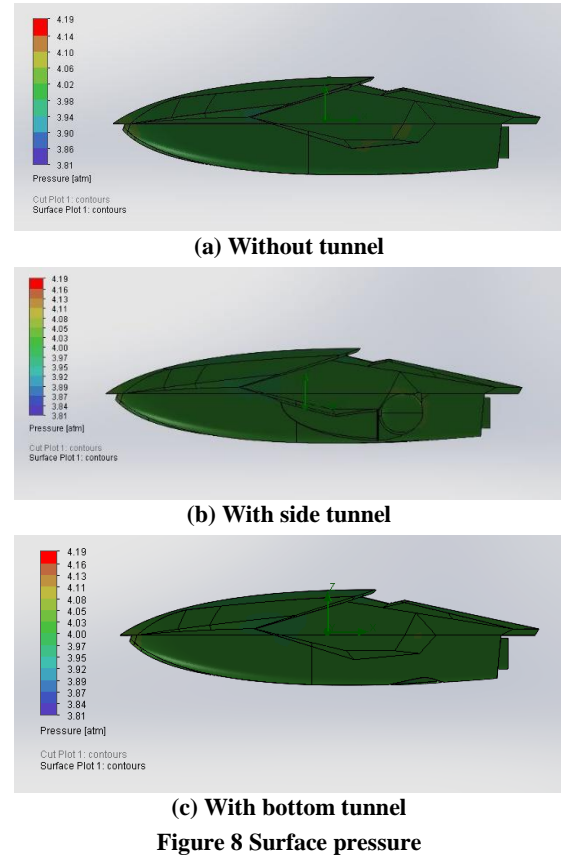 4.19
4.14
4.10
4.06
4.02
3.98
3.94
3.90
3.86
3.81
Pressure [atm]
Cut Plot 1: contours
Surface Plot 1: contours
(a) Without tunnel
4.19
4.16
4.13
4.11
4.08
4.05
4.03
4.00
3.97
3.95
3.92
3.89
3.87
3.84
3.81
Pressure [atm]
Cut Plot 1: contours
Surface Plot 1: contours
(b) With side tunnel
4.19
4.16
4.13
4.11
4.08
4.05
4.03
4.00
3.97
3.95
3.92
3.89
3.87
3.84
3.81
Pressure [atm]
Cut Plot 1: contours
Surface Plot 1: contours
Z
(c) With bottom tunnel
Figure 8 Surface pressure